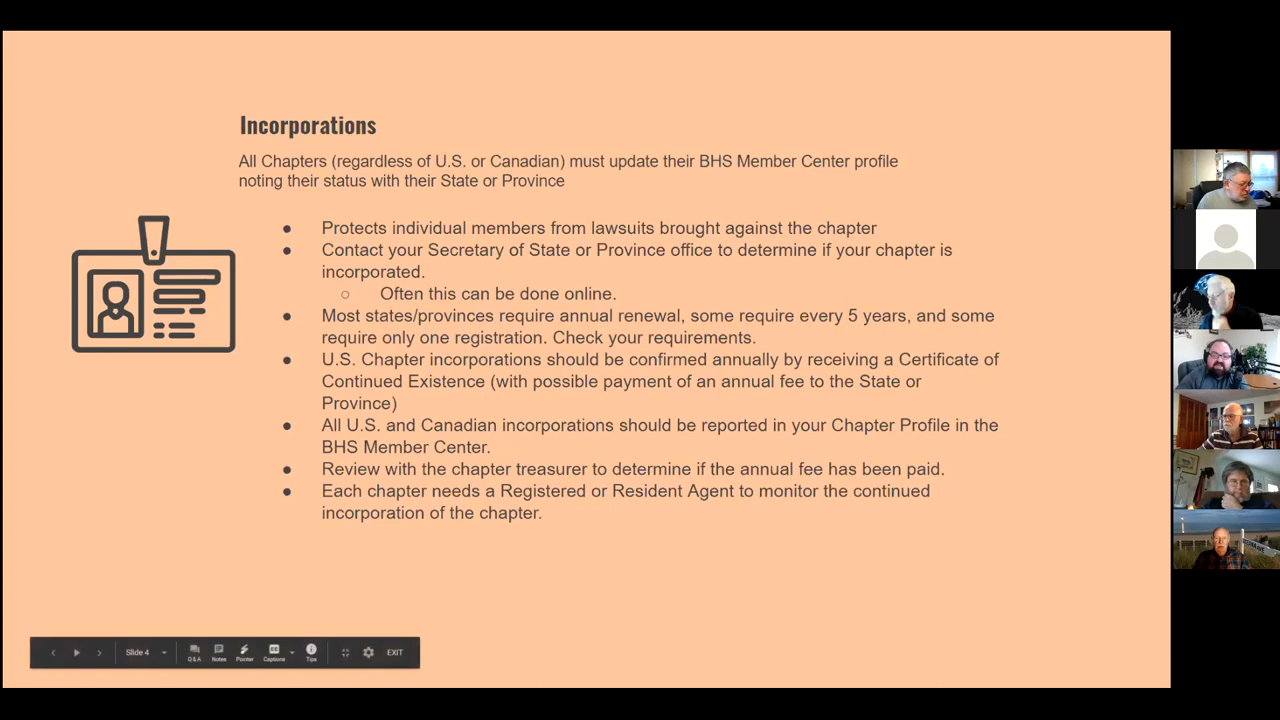 Incorporations
All Chapters (regardless of U.S. or Canadian) must update their BHS Member Center profile
noting their status with their State or Province
● Protects individual members from lawsuits brought against the chapter
● Contact your Secretary of State or Province office to determine if your chapter is
incorporated.
○ Often this can be done online.
● Most states/provinces require annual renewal, some require every 5 years, and some
require only one registration. Check your requirements.
● U.S. Chapter incorporations should be confirmed annually by receiving a Certificate of
Continued Existence (with possible payment of an annual fee to the State or
Province)
● All U.S. and Canadian incorporations should be reported in your Chapter Profile in the
BHS Member Center.
● Review with the chapter treasurer to determine if the annual fee has been paid.
● Each chapter needs a Registered or Resident Agent to monitor the continued
incorporation of the chapter.
Slide 4 Q & A Notes Pointer Captions Tips EXIT